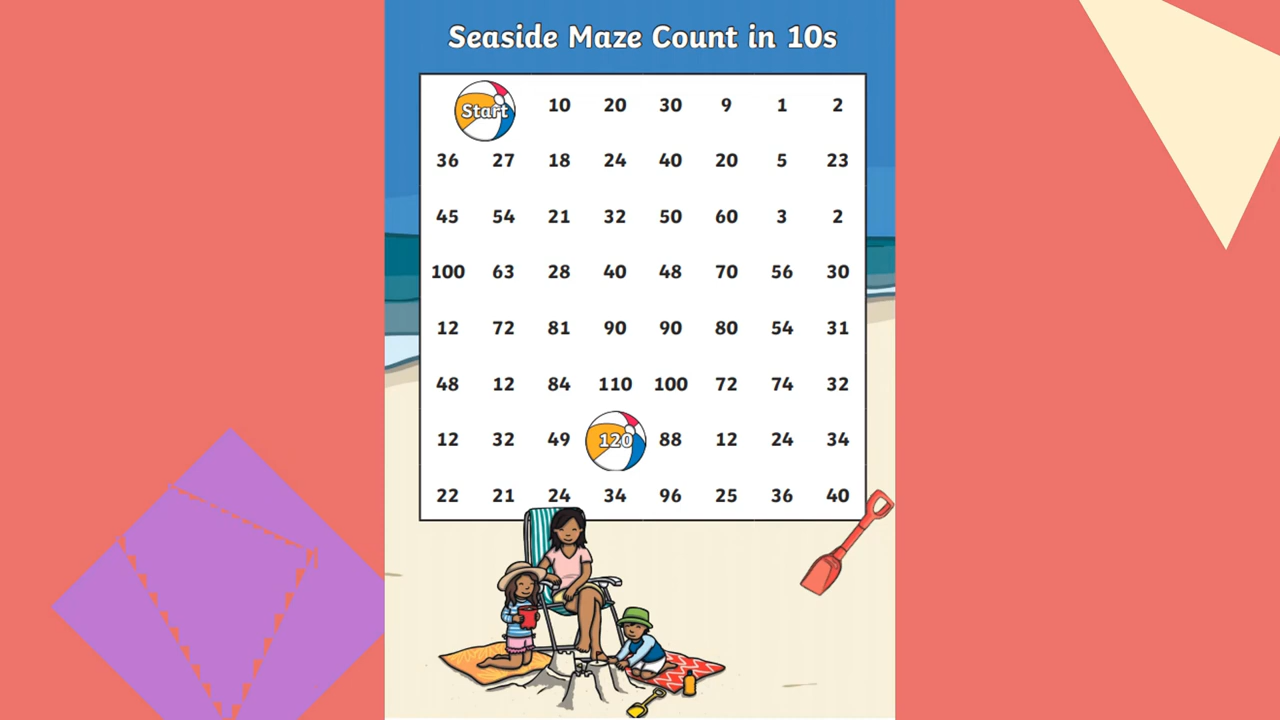 Seaside Maze Count in 10s
Start 10 20 30 9 1 2
36 27 18 24 40 20 5 23
45 54 21 32 50 60 3 2
100 63 28 40 48 70 56 30
12 72 81 90 90 80 54 31
48 12 84 110 100 72 74 32
12 32 49 120 88 12 24 34
22 21 24 34 96 25 36 40